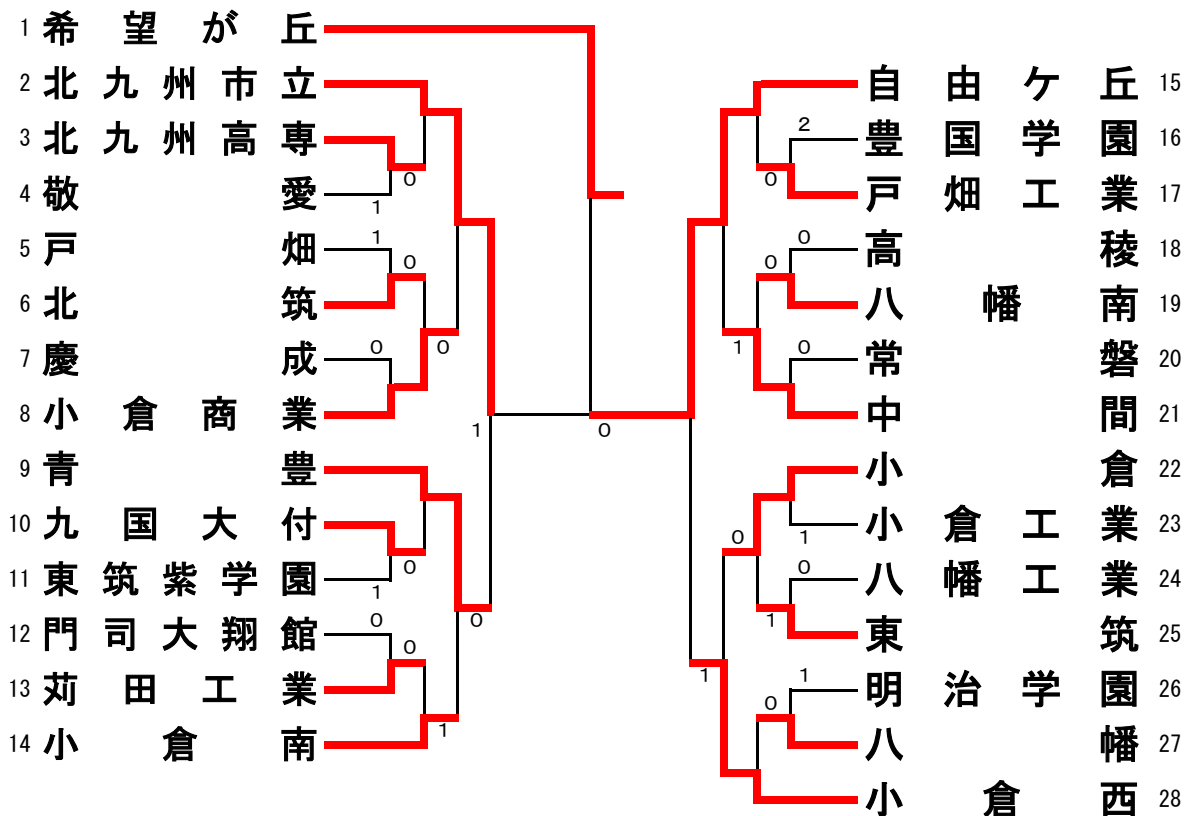 1 希望が丘
2 北九州市立
3 北九州高専
0
4 敬愛
1
5 戸畑
1
0
6 北筑
7 慶成
0
0
8 小倉商業
1
9 青豊
10 九国大付
11 東筑紫学園
0
1
12 門司大翔館
0
0
0
13 苅田工業
14 小倉南
1
0
自由ケ丘 15
2
豊国学園 16
0
戸畑工業 17
0
高稜 18
0
八幡南 19
1
0
常磐 20
中間 21
小倉 22
0
1
小倉工業 23
0
八幡工業 24
1
東筑 25
1
1
明治学園 26
0
八幡 27
小倉西 28